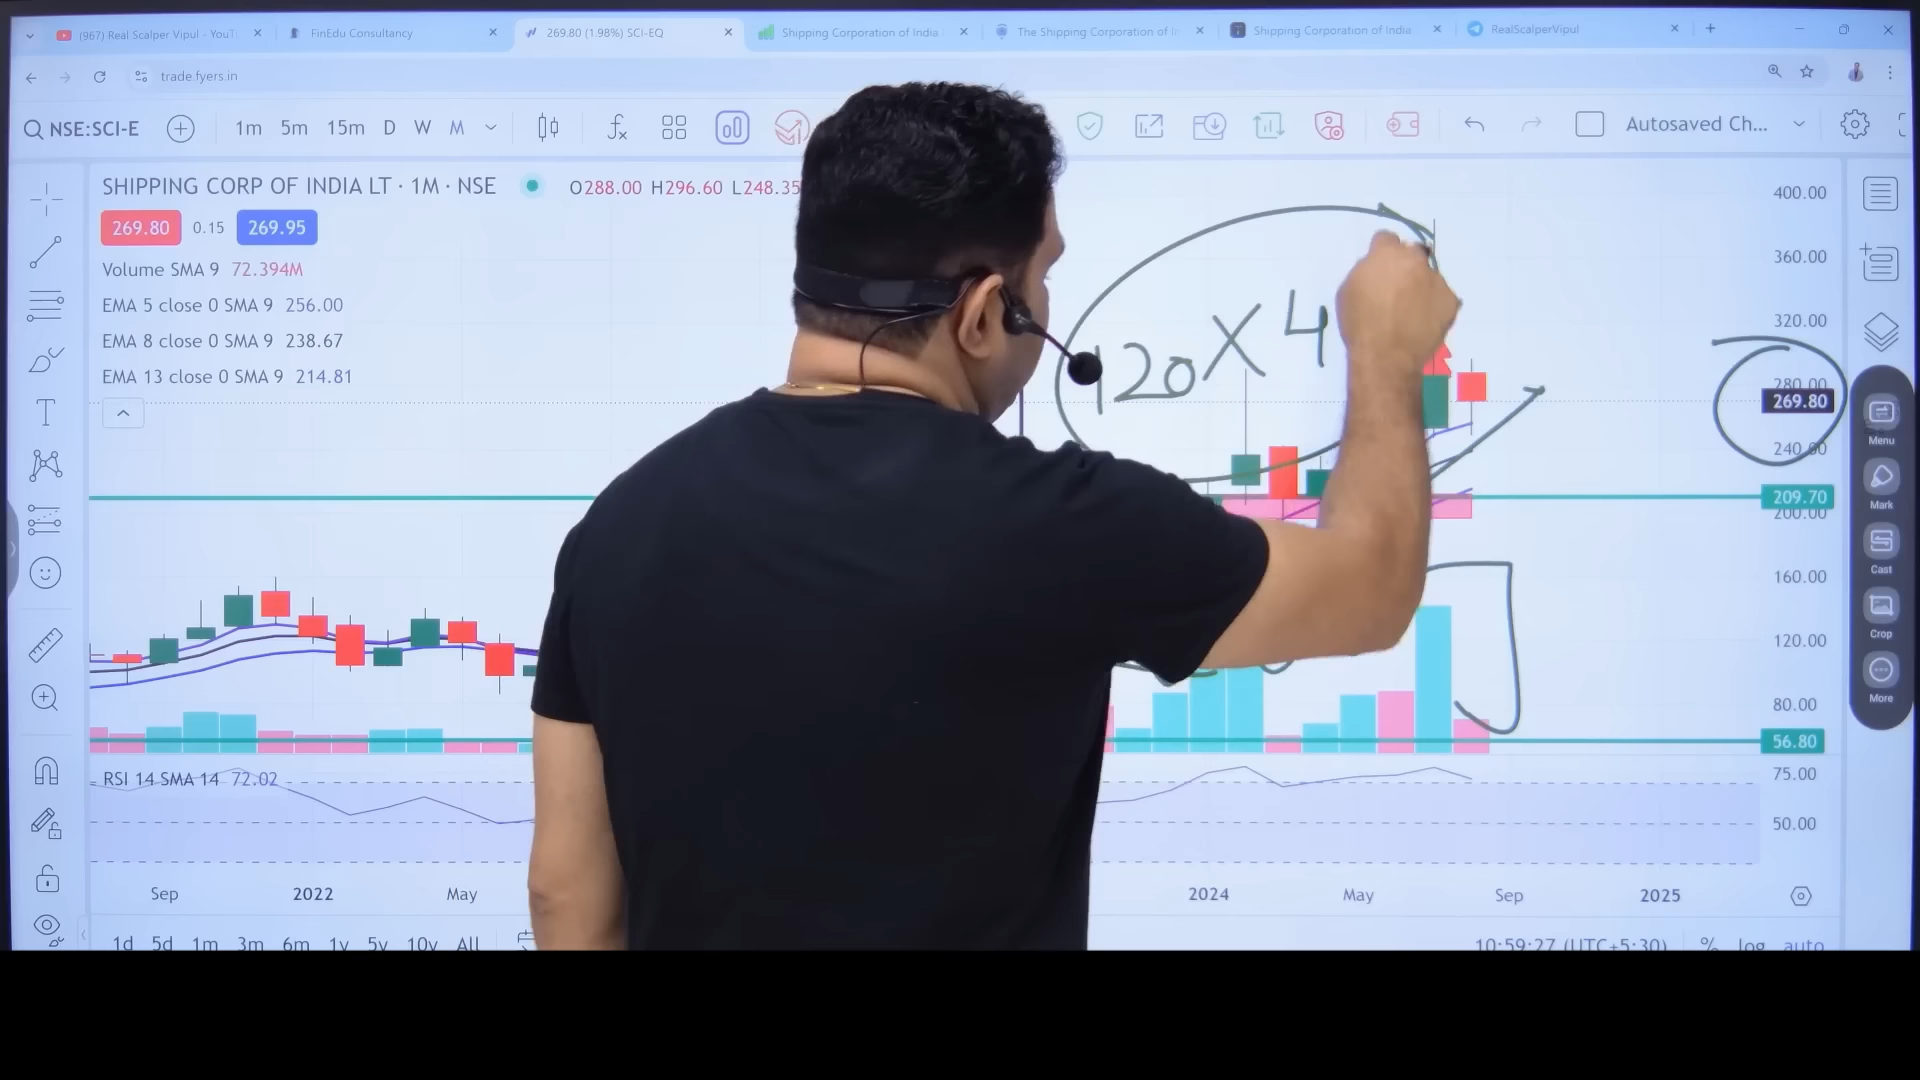 (967) Real Scalper Vipul - YouT
FinEdu Consultancy
269.80 (1.98%) SCI-EQ
Shipping Corporation of India
The Shipping Corporation of I
Shipping Corporation of India
RealScalperVipul
trade.fyers.in
NSE:SCI-E
1m 5m 15m D W M
Autosaved Ch...
SHIPPING CORP OF INDIA LT · 1M · NSE
O288.00 H296.60 L248.35
269.80 0.15 269.95
Volume SMA 9 72.394M
EMA 5 close 0 SMA 9 256.00
EMA 8 close 0 SMA 9 238.67
EMA 13 close 0 SMA 9 214.81
120 X 4
400.00
360.00
320.00
280.00
269.80
240.00
209.70
200.00
160.00
120.00
80.00
56.80
75.00
50.00
Menu
Mark
Cast
Crop
More
RSI 14 SMA 14 72.02
Sep 2022 May 2024 May Sep 2025
1d 5d 1m 3m 6m 1y 5y 10y All
10:59:27 (UTC+5:30) % log auto